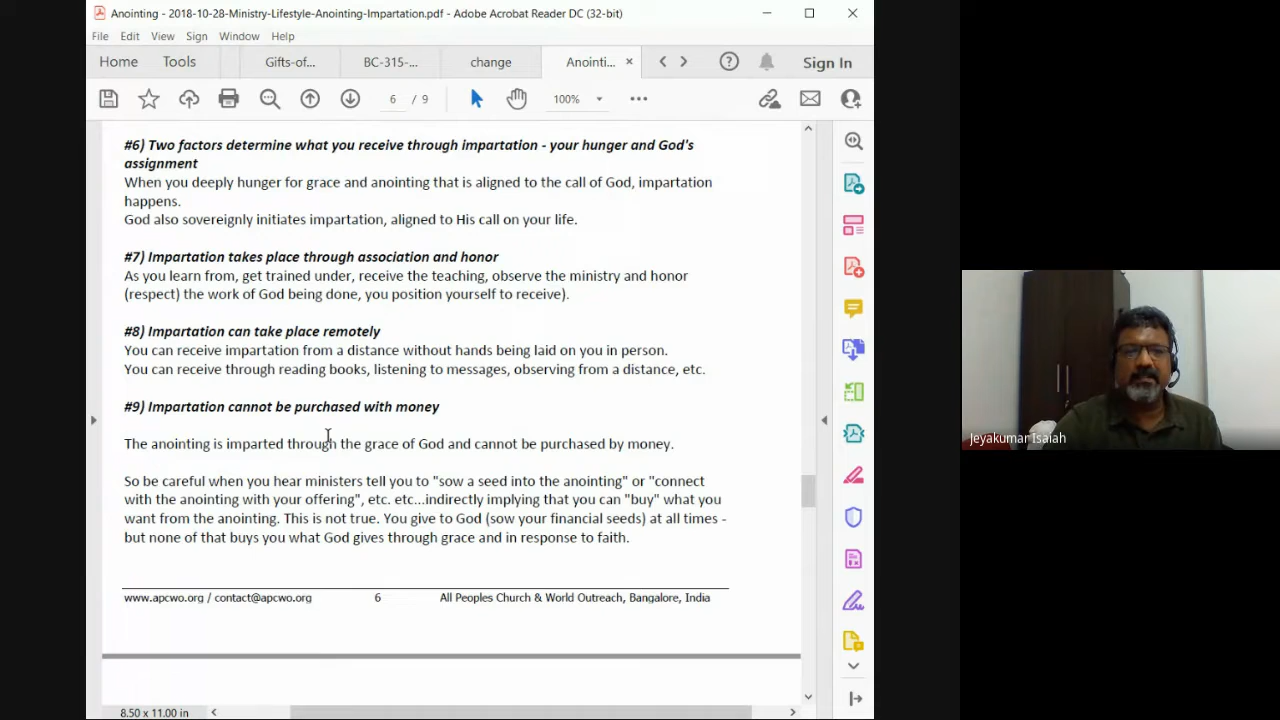 Anointing - 2018-10-28-Ministry-Lifestyle-Anointing-Impartation.pdf - Adobe Acrobat Reader DC (32-bit)
File Edit View Sign Window Help
Home Tools Gifts-of... BC-315-... change Anointi... × Sign In
6 / 9 100%
#6) Two factors determine what you receive through impartation - your hunger and God's
assignment
When you deeply hunger for grace and anointing that is aligned to the call of God, impartation
happens.
God also sovereignly initiates impartation, aligned to His call on your life.
#7) Impartation takes place through association and honor
As you learn from, get trained under, receive the teaching, observe the ministry and honor
(respect) the work of God being done, you position yourself to receive).
#8) Impartation can take place remotely
You can receive impartation from a distance without hands being laid on you in person.
You can receive through reading books, listening to messages, observing from a distance, etc.
#9) Impartation cannot be purchased with money
The anointing is imparted through the grace of God and cannot be purchased by money.
So be careful when you hear ministers tell you to "sow a seed into the anointing" or "connect
with the anointing with your offering", etc. etc...indirectly implying that you can "buy" what you
want from the anointing. This is not true. You give to God (sow your financial seeds) at all times -
but none of that buys you what God gives through grace and in response to faith.
www.apcwo.org / contact@apcwo.org 6 All Peoples Church & World Outreach, Bangalore, India
8.50 x 11.00 in
Jeyakumar Isaiah